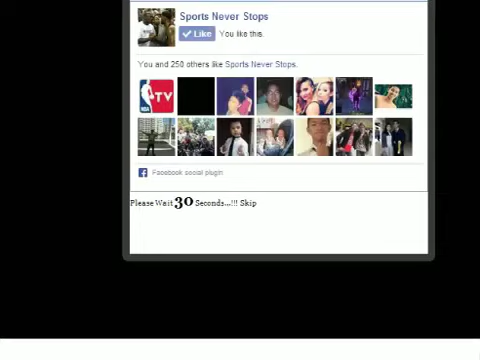 Sports Never Stops
Like You like this.
You and 250 others like Sports Never Stops.
TV
NBA
Facebook social plugin
Please Wait 30 Seconds...!!! Skip